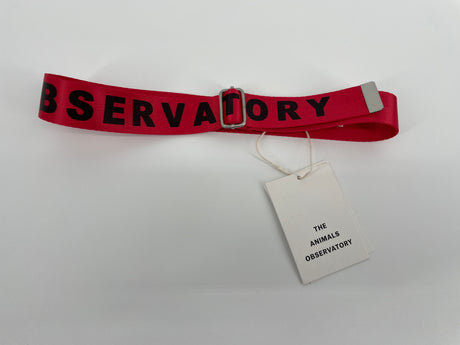 BSERVATORY
THE
ANIMALS
OBSERVATORY